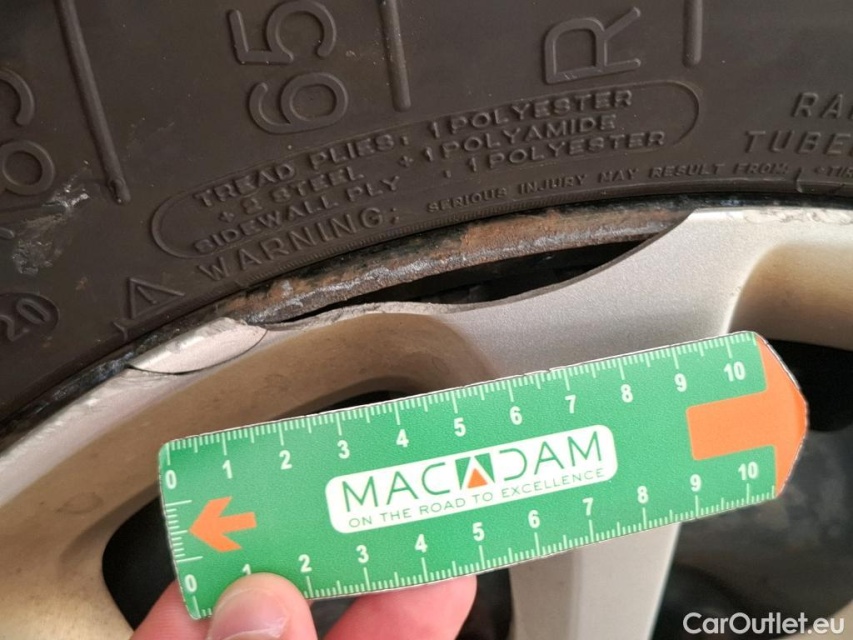 65
R
TREAD PLIES: 1 POLYESTER
+ 2 STEEL + 1 POLYAMIDE
SIDEWALL PLY · 1 POLYESTER
WARNING: SERIOUS INJURY MAY RESULT FROM:
RA
TUBE
20
0 1 2 3 4 5 6 7 8 9 10
MACADAM
ON THE ROAD TO EXCELLENCE
0 1 2 3 4 5 6 7 8 9 10
CarOutlet.eu